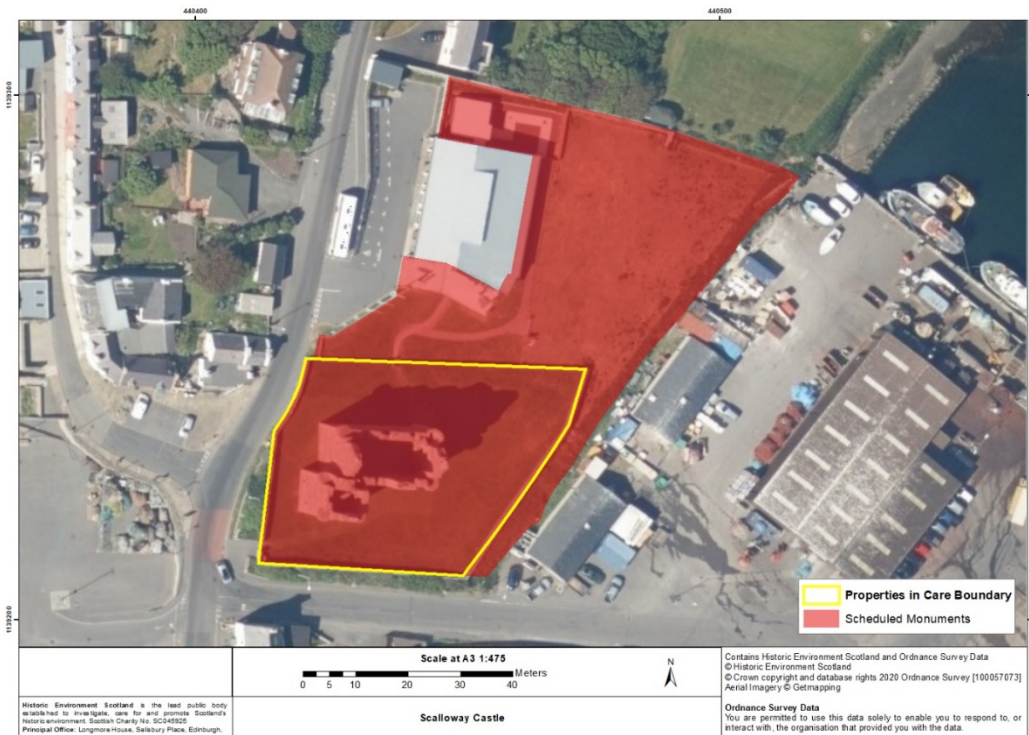 440400
440500
1139300
1139200
Properties in Care Boundary
Scheduled Monuments
Scale at A3 1:475
Meters
0 5 10 20 30 40
N
Scalloway Castle
Historic Environment Scotland is the lead public body
established to investigate, care for and promote Scotland's
historic environment. Scottish Charity No. SC045925
Principal Office: Longmore House, Salisbury Place, Edinburgh,
Contains Historic Environment Scotland and Ordnance Survey Data
© Historic Environment Scotland
© Crown copyright and database rights 2020 Ordnance Survey [100057073]
Aerial Imagery © Getmapping
Ordnance Survey Data
You are permitted to use this data solely to enable you to respond to, or
interact with, the organisation that provided you with the data.